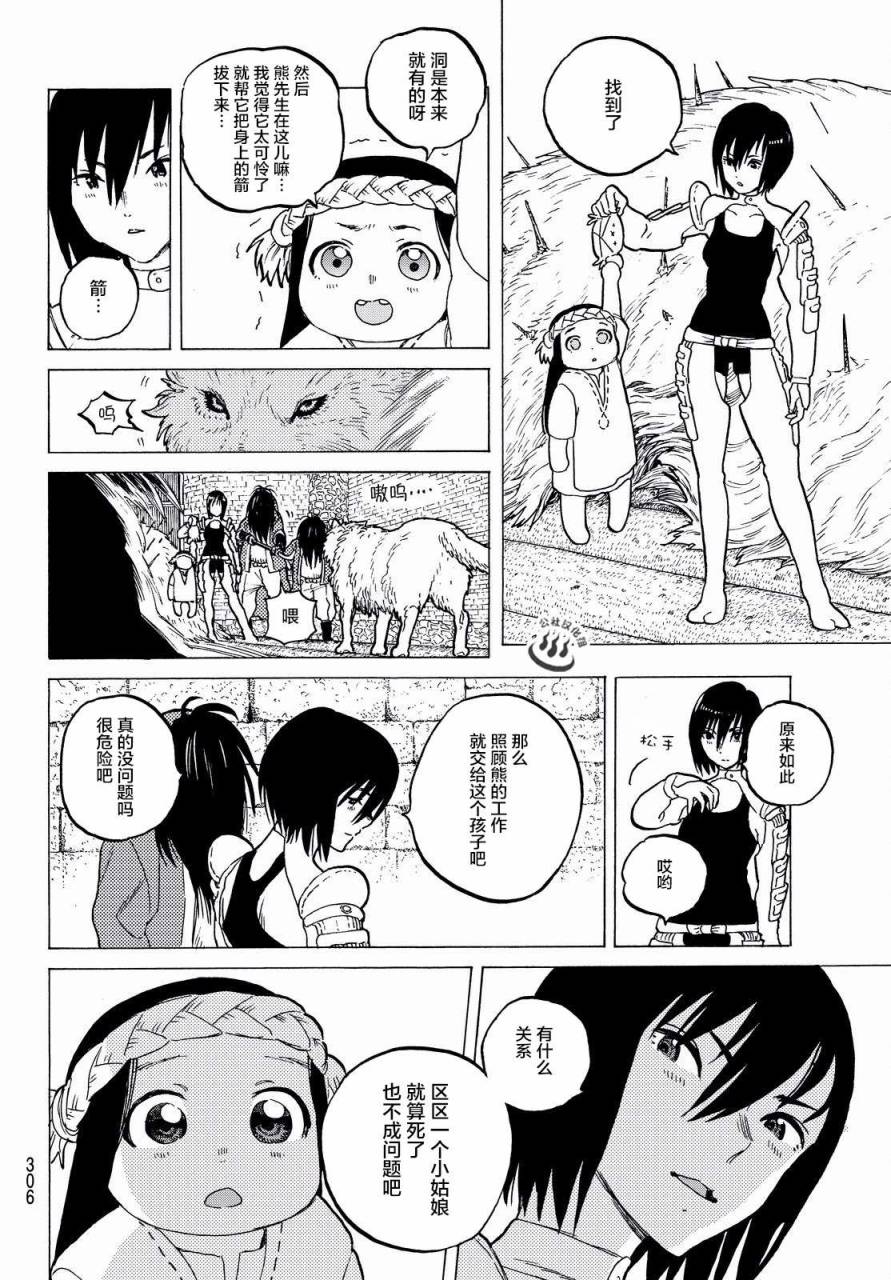 找到了
洞是本来
就有的呀
然后
熊先生在这儿嘛…
我觉得它太可怜了
就帮它把身上的箭
拔下来…
箭…
呜
嗷呜····
喂
公社汉化组
原来如此
松手
哎哟
那么
照顾熊的工作
就交给这个孩子吧
真的没问题吗
很危险吧
有什么
关系
区区一个小姑娘
就算死了
也不成问题吧
306